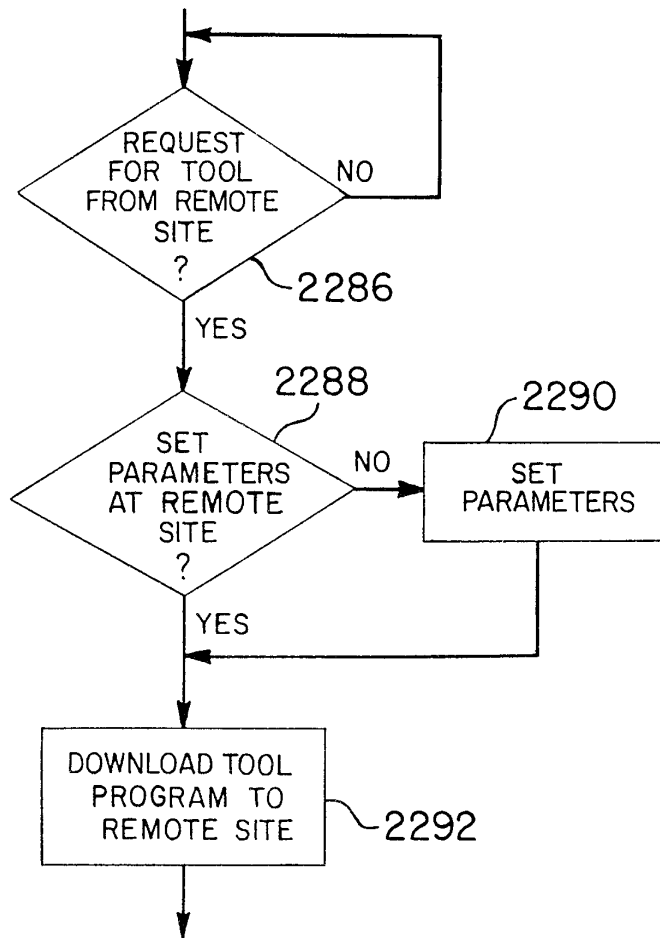 REQUEST
FOR TOOL
FROM REMOTE
SITE
?
NO
2286
YES
2288
SET
PARAMETERS
AT REMOTE
SITE
?
NO
2290
SET
PARAMETERS
YES
DOWNLOAD TOOL
PROGRAM TO
REMOTE SITE
2292